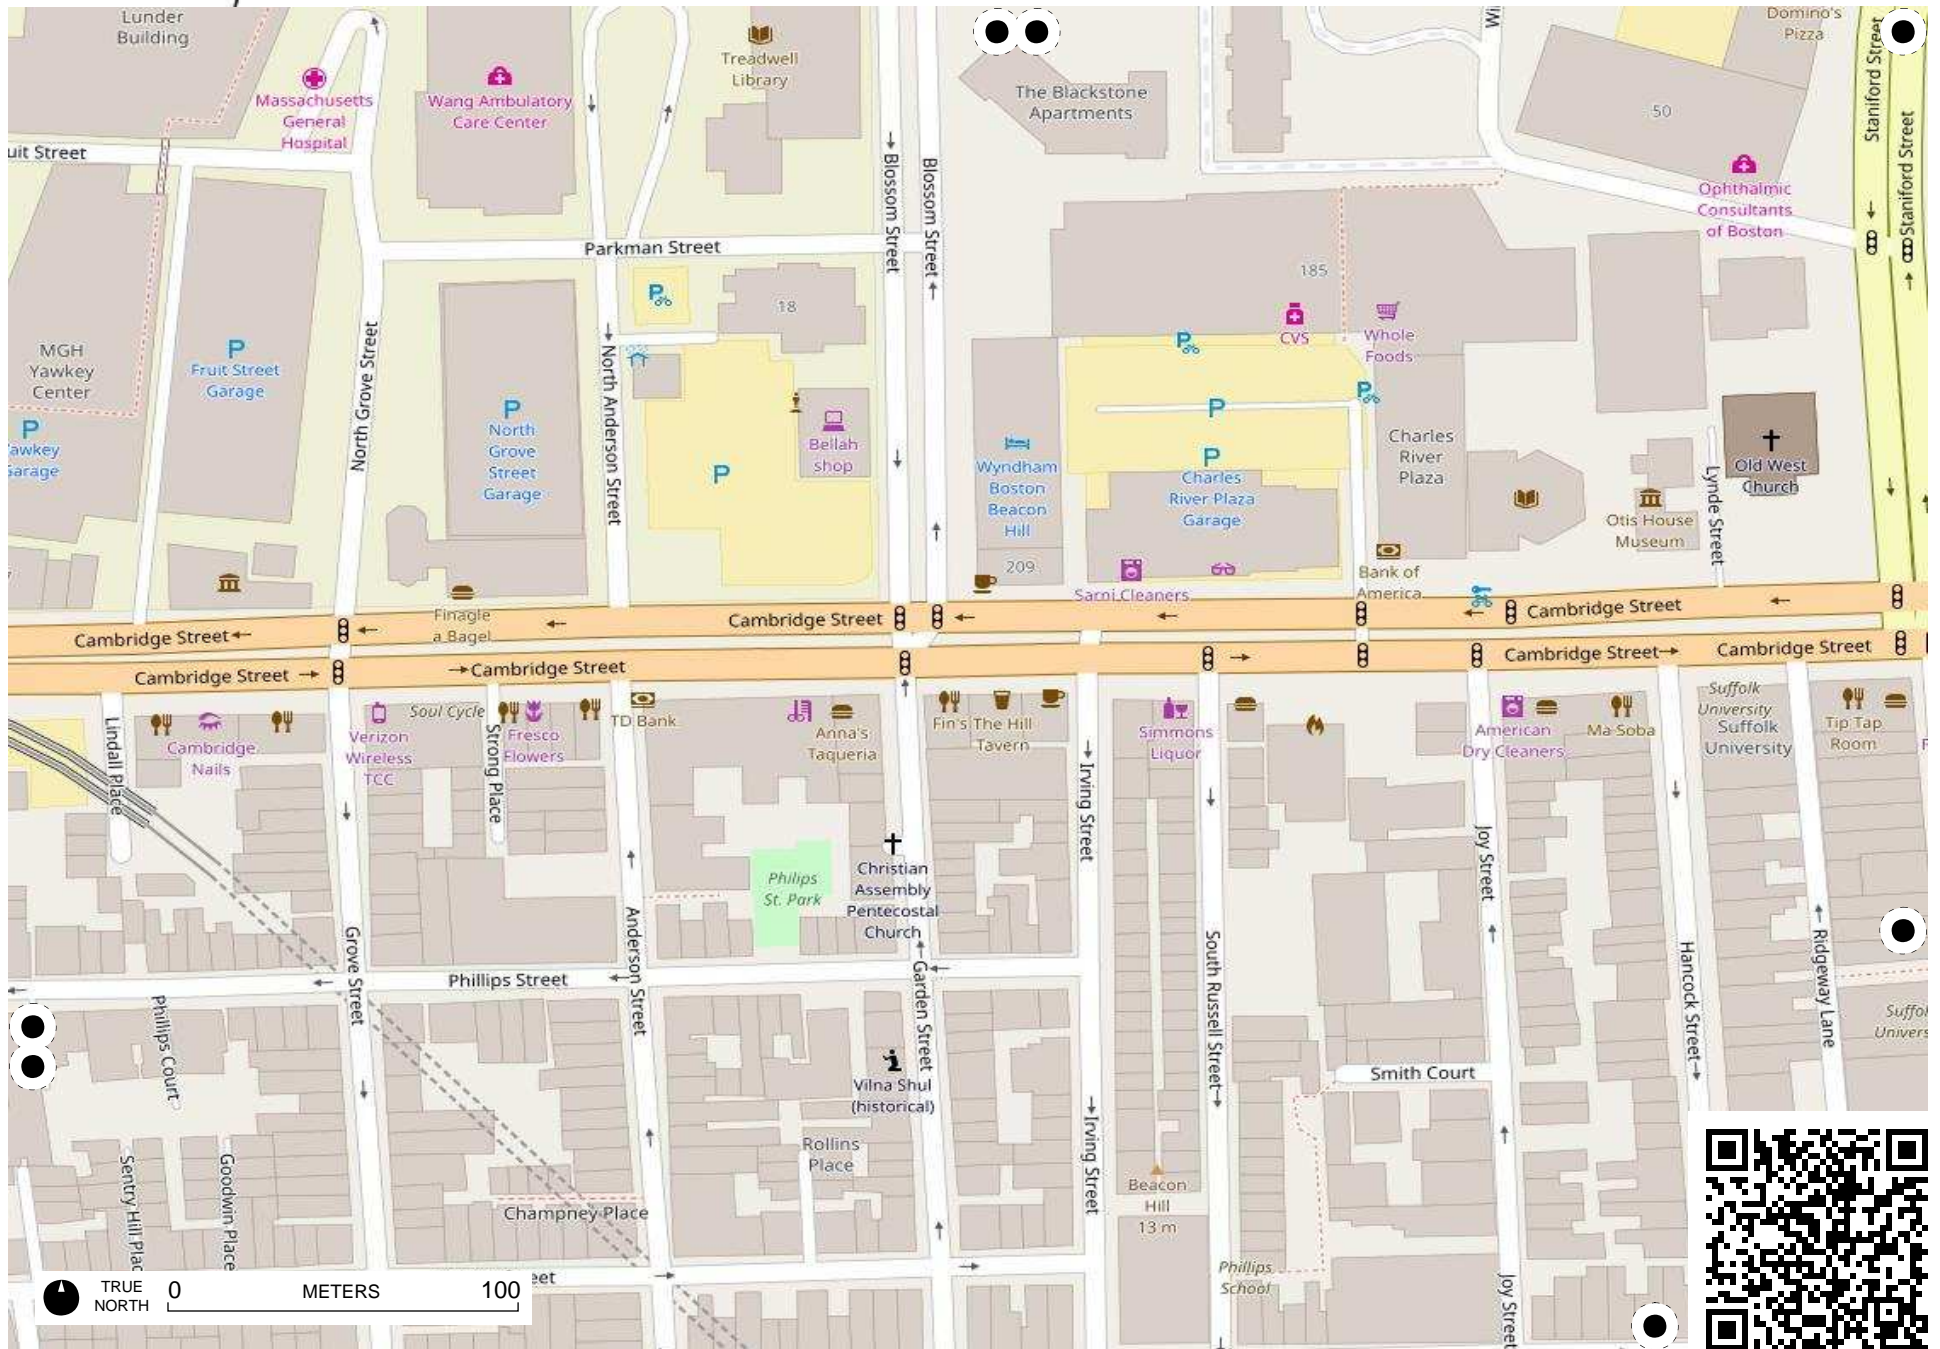 Lunder
Building
Massachusetts
General
Hospital
Wang Ambulatory
Care Center
Treadwell
Library
The Blackstone
Apartments
Domino's
Pizza
50
Staniford Street
Staniford Street
Ophthalmic
Consultants
of Boston
uit Street
Blossom Street
Blossom Street
Parkman Street
18
185
CVS
Whole
Foods
MGH
Yawkey
Center
Fruit Street
Garage
P
North Grove Street
P
North
Grove
Street
Garage
North Anderson Street
P
P
Bellah
shop
P
awkey
Garage
P
P
P
P
Wyndham
Boston
Beacon
Hill
209
Charles
River Plaza
Garage
Charles
River
Plaza
Old West
Church
Lynde Street
Otis House
Museum
Bank of
America
Sarni Cleaners
Finagle
a Bagel
Cambridge Street
Cambridge Street
Cambridge Street
Cambridge Street
Cambridge Street
Cambridge Street
Cambridge Street
Lindall Place
Cambridge
Nails
Verizon
Wireless
TCC
Soul Cycle
Strong Place
Fresco
Flowers
TD Bank
Anna's
Taqueria
Fin's
The Hill
Tavern
Simmons
Liquor
American
Dry Cleaners
Ma Soba
Suffolk
University
Suffolk
University
Tip Tap
Room
Irving Street
Joy Street
Philips
St. Park
Christian
Assembly
Pentecostal
Church
Grove Street
Phillips Street
Anderson Street
Garden Street
South Russell Street
Hancock Street
Ridgeway Lane
Suffol
Univers
Phillips Court
Vilna Shul
(historical)
Smith Court
Rollins
Place
Irving Street
Beacon
Hill
13 m
Sentry Hill Plac
Goodwin Place
Champney Place
Phillips
School
Joy Street
eet
TRUE
NORTH
0 METERS 100